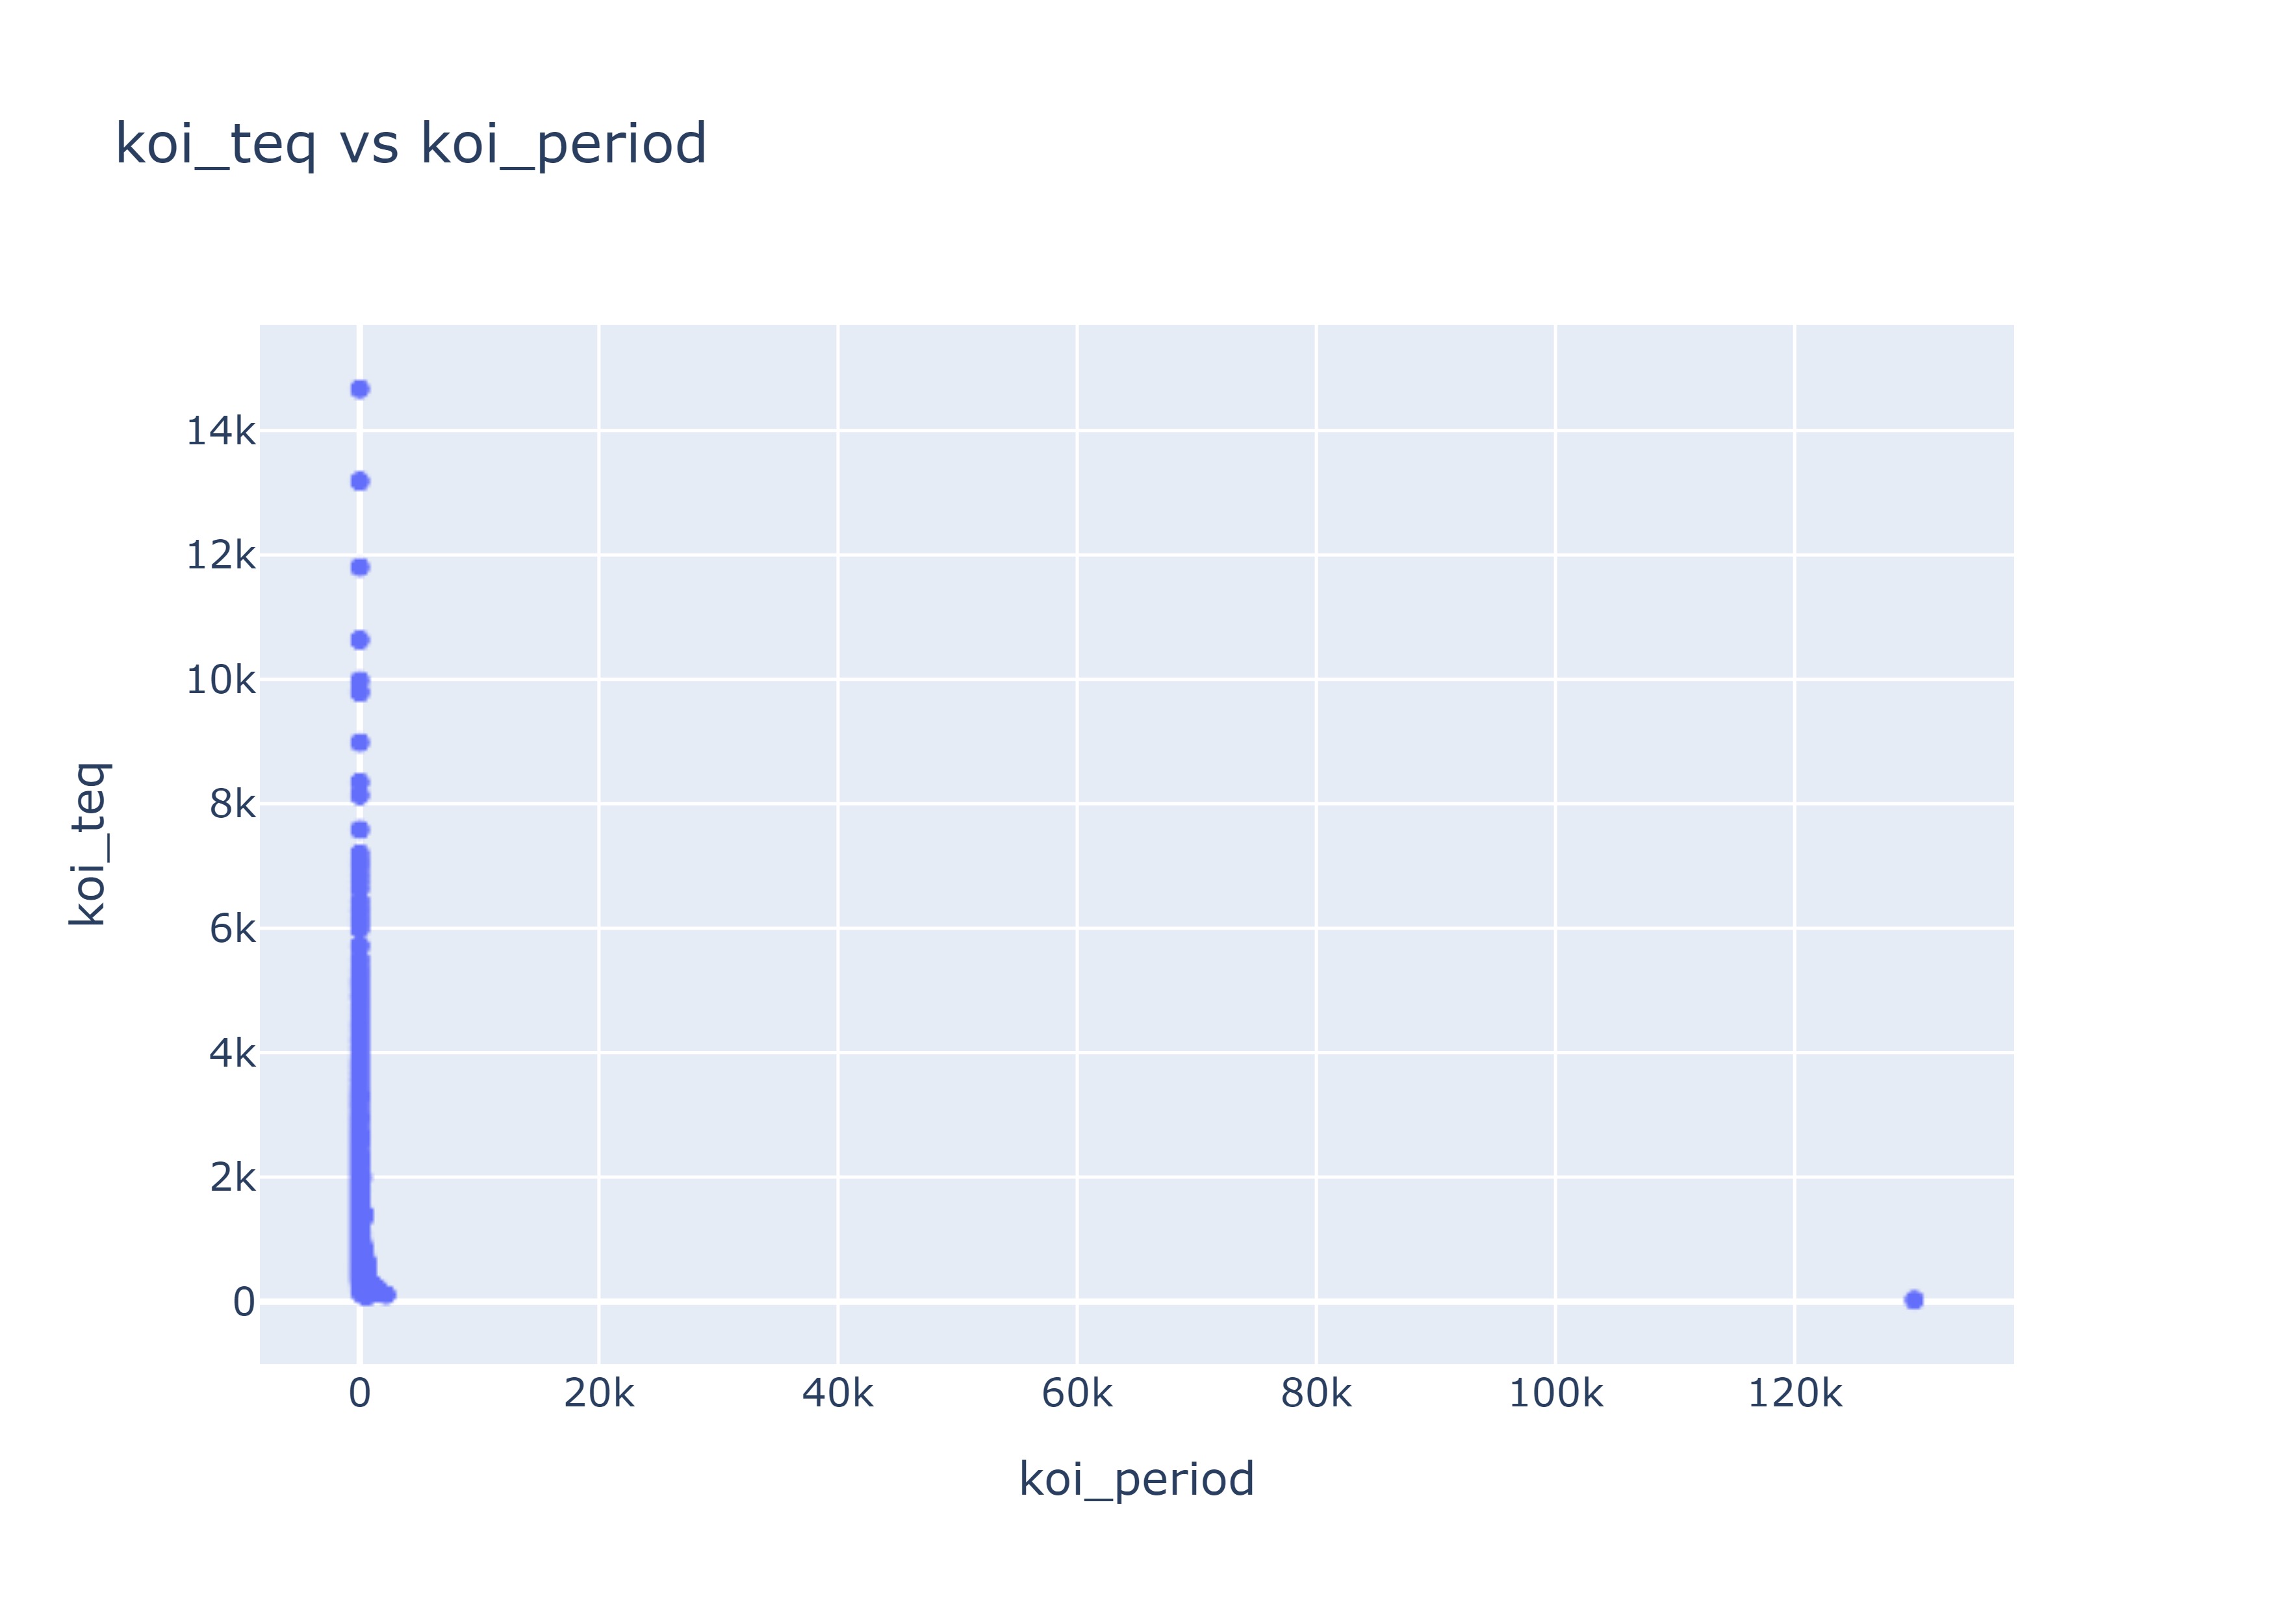 koi_teq vs koi_period
14k
12k
10k
8k
6k
4k
2k
0
koi_teq
0 20k 40k 60k 80k 100k 120k
koi_period